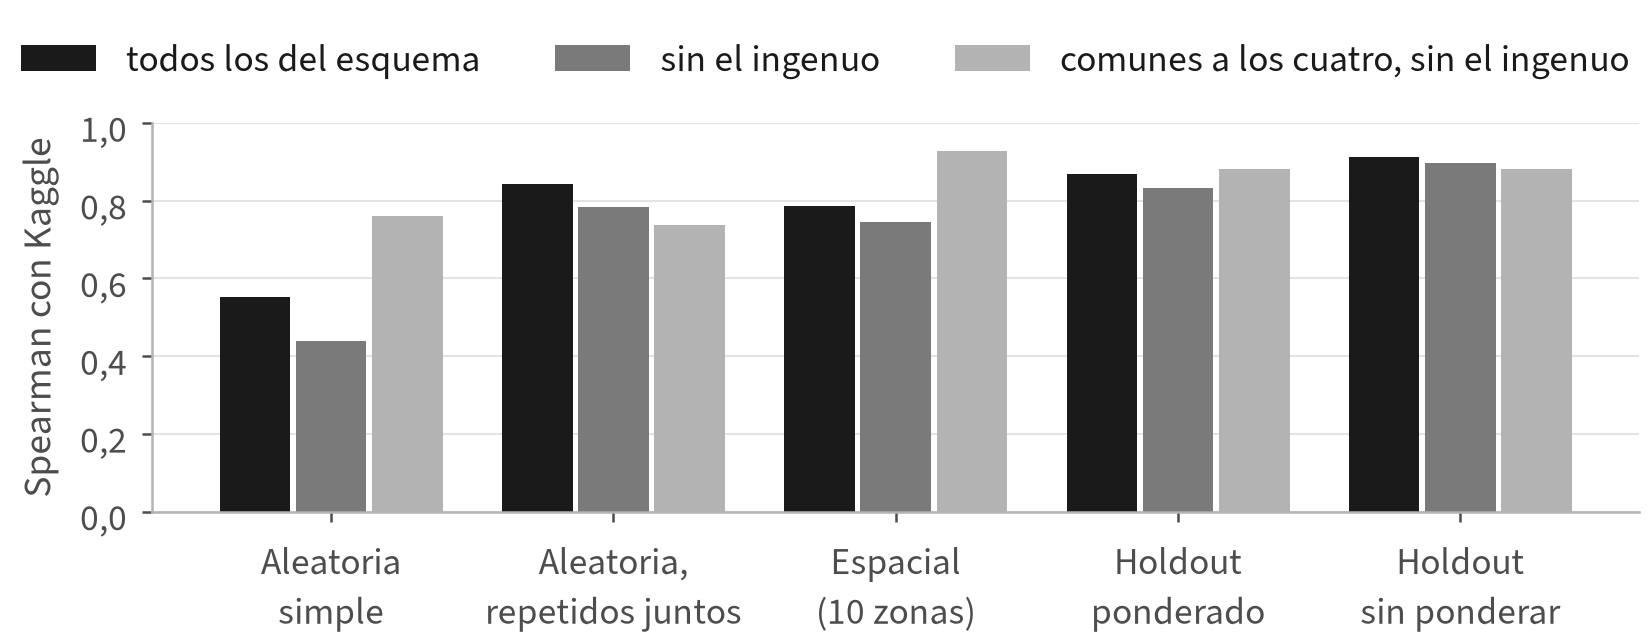 todos los del esquema
sin el ingenuo
comunes a los cuatro, sin el ingenuo
Spearman con Kaggle
1,0
0,8
0,6
0,4
0,2
0,0
Aleatoria
simple
Aleatoria,
repetidos juntos
Espacial
(10 zonas)
Holdout
ponderado
Holdout
sin ponderar